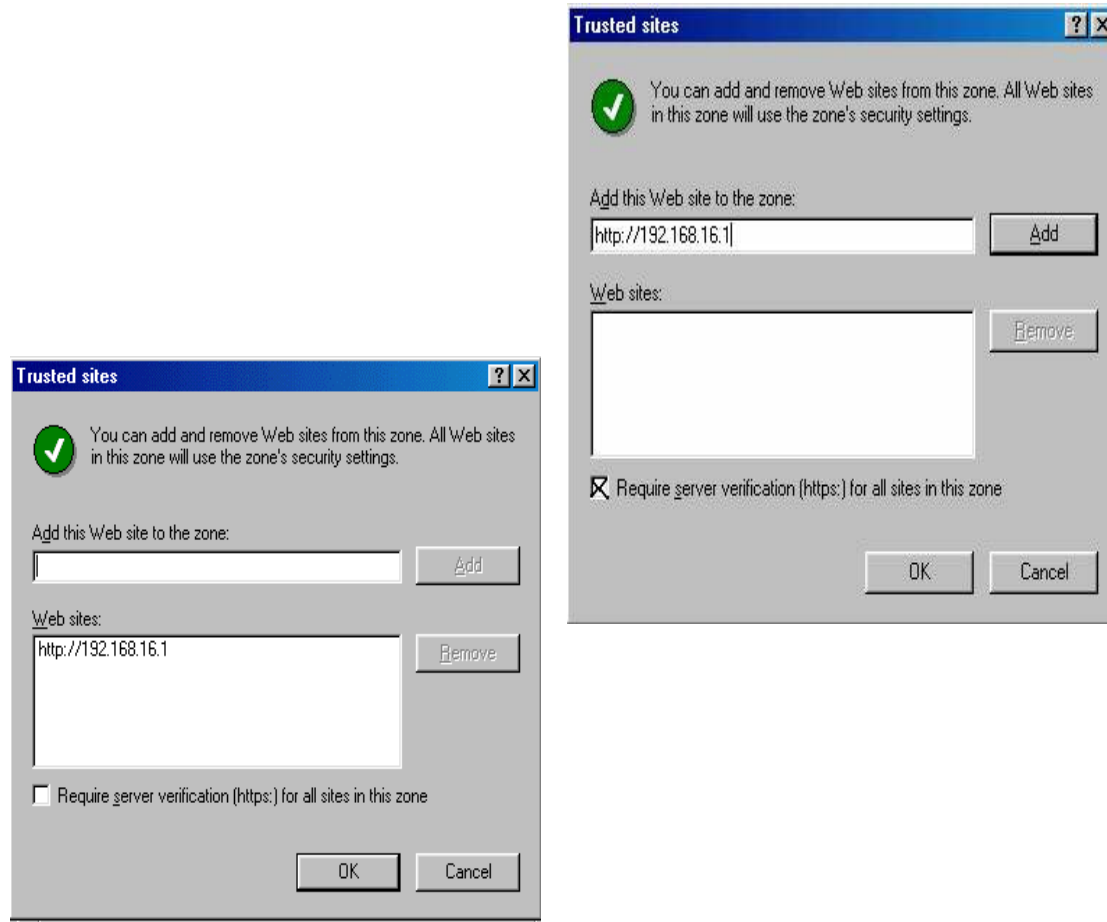 Trusted sites
You can add and remove Web sites from this zone. All Web sites
in this zone will use the zone's security settings.
Add this Web site to the zone:
http://192.168.16.1
Add
Web sites:
Remove
Require server verification (https:) for all sites in this zone
OK
Cancel
Trusted sites
You can add and remove Web sites from this zone. All Web sites
in this zone will use the zone's security settings.
Add this Web site to the zone:
Add
Web sites:
http://192.168.16.1
Remove
Require server verification (https:) for all sites in this zone
OK
Cancel